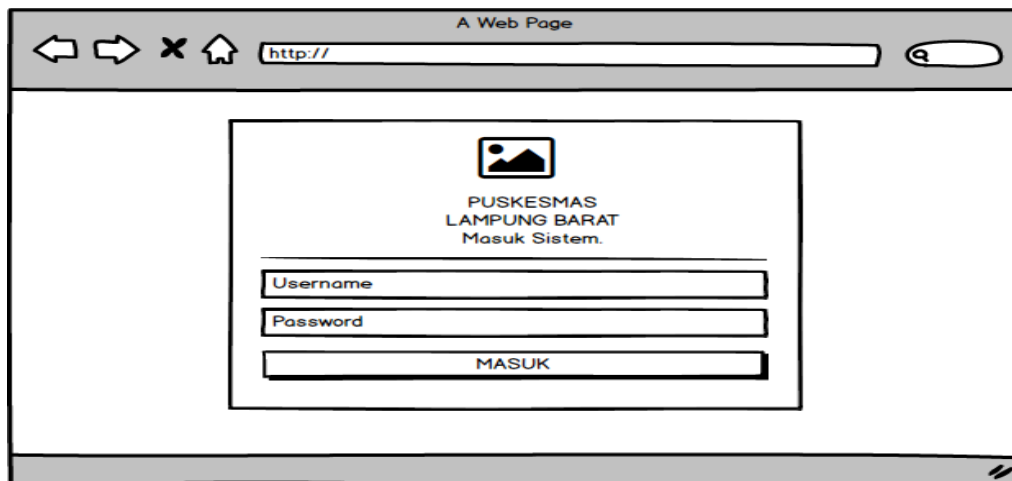 A Web Page
http://
PUSKESMAS
LAMPUNG BARAT
Masuk Sistem.
Username
Password
MASUK